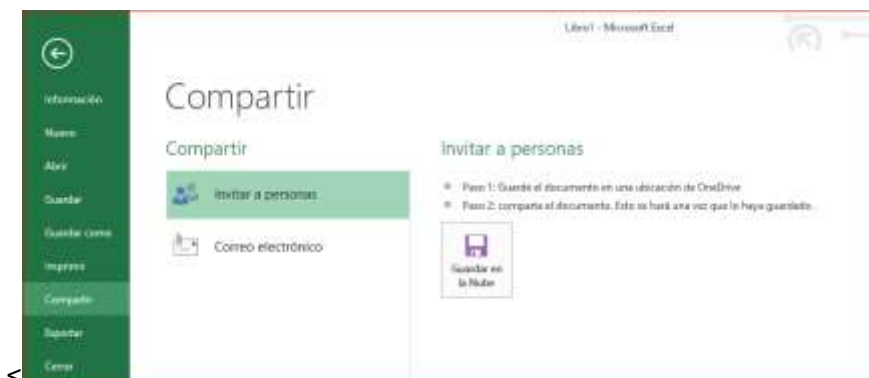 Libro1 - Microsoft Excel
Información
Nuevo
Abrir
Guardar
Guardar como
Imprimir
Compartir
Exportar
Cerrar
Compartir
Compartir
Invitar a personas
Correo electrónico
Invitar a personas
Paso 1: Guarde el documento en una ubicación de OneDrive
Paso 2: comparta el documento. Esto se hará una vez que lo haya guardado.
Guardar en
la Nube
<